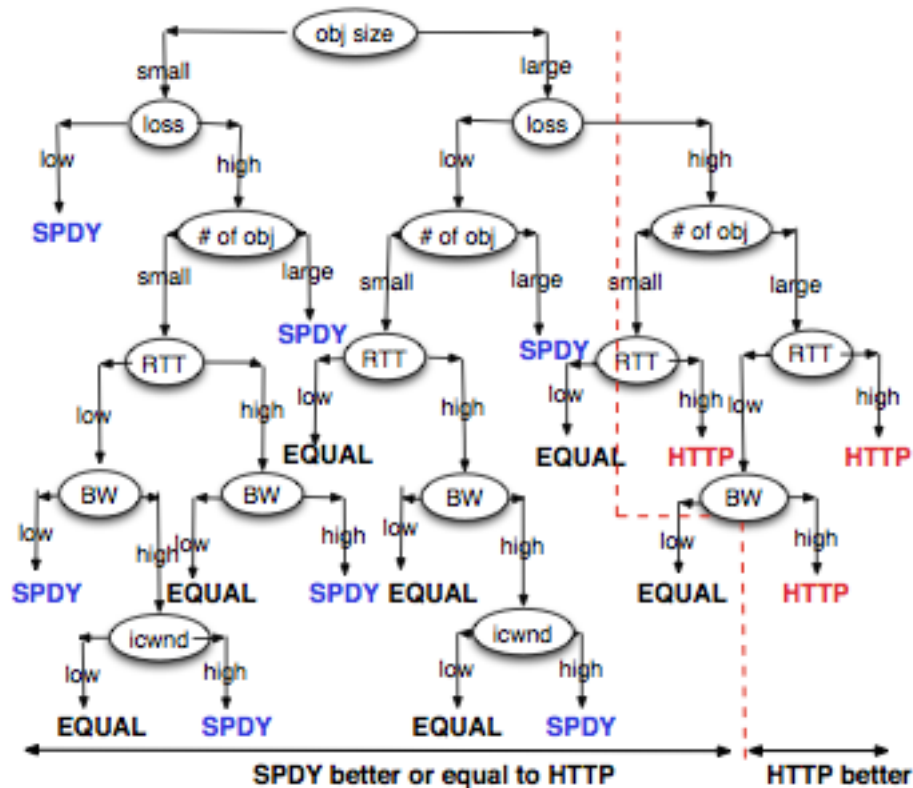 obj size
small
large
loss
loss
low
high
low
high
# of obj
# of obj
# of obj
SPDY
small
large
small
large
small
large
SPDY
SPDY
RTT
RTT
RTT
RTT
low
high
low
high
low
high
low
high
EQUAL
EQUAL
HTTP
HTTP
BW
BW
BW
BW
low
high
low
high
low
high
low
high
SPDY
EQUAL
SPDY
EQUAL
EQUAL
HTTP
icwnd
icwnd
low
high
low
high
EQUAL
SPDY
EQUAL
SPDY
SPDY better or equal to HTTP
HTTP better